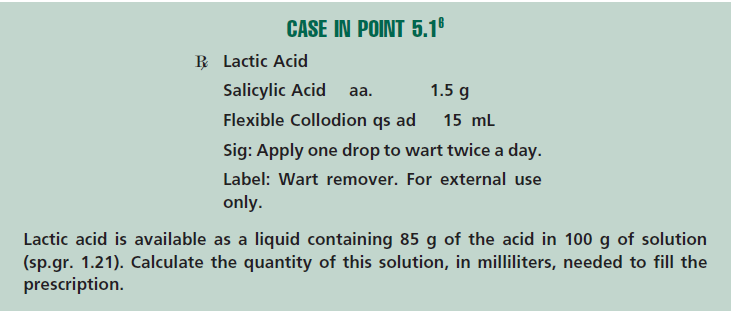 CASE IN POINT 5.1⁶
℞ Lactic Acid
Salicylic Acid aa. 1.5 g
Flexible Collodion qs ad 15 mL
Sig: Apply one drop to wart twice a day.
Label: Wart remover. For external use
only.
Lactic acid is available as a liquid containing 85 g of the acid in 100 g of solution
(sp.gr. 1.21). Calculate the quantity of this solution, in milliliters, needed to fill the
prescription.